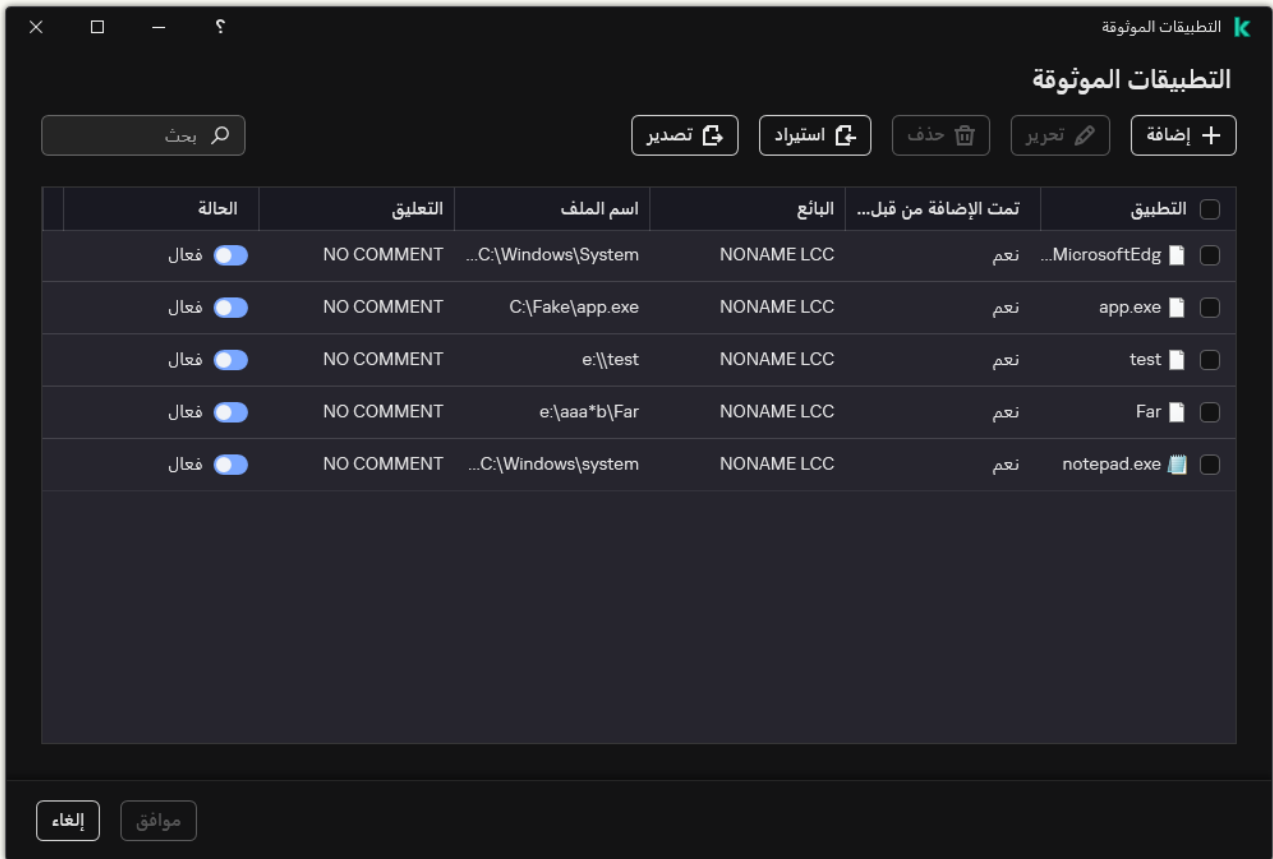 التطبيقات الموثوقة ؟
التطبيقات الموثوقة
إضافة تحرير حذف استيراد تصدير بحث
التطبيق تمت الإضافة من قبل... البائع اسم الملف التعليق الحالة
MicrosoftEdg... نعم NONAME LCC C:\Windows\System... NO COMMENT فعال
app.exe نعم NONAME LCC C:\Fake\app.exe NO COMMENT فعال
test نعم NONAME LCC e:\\test NO COMMENT فعال
Far نعم NONAME LCC e:\aaa*b\Far NO COMMENT فعال
notepad.exe نعم NONAME LCC C:\Windows\system... NO COMMENT فعال
موافق إلغاء